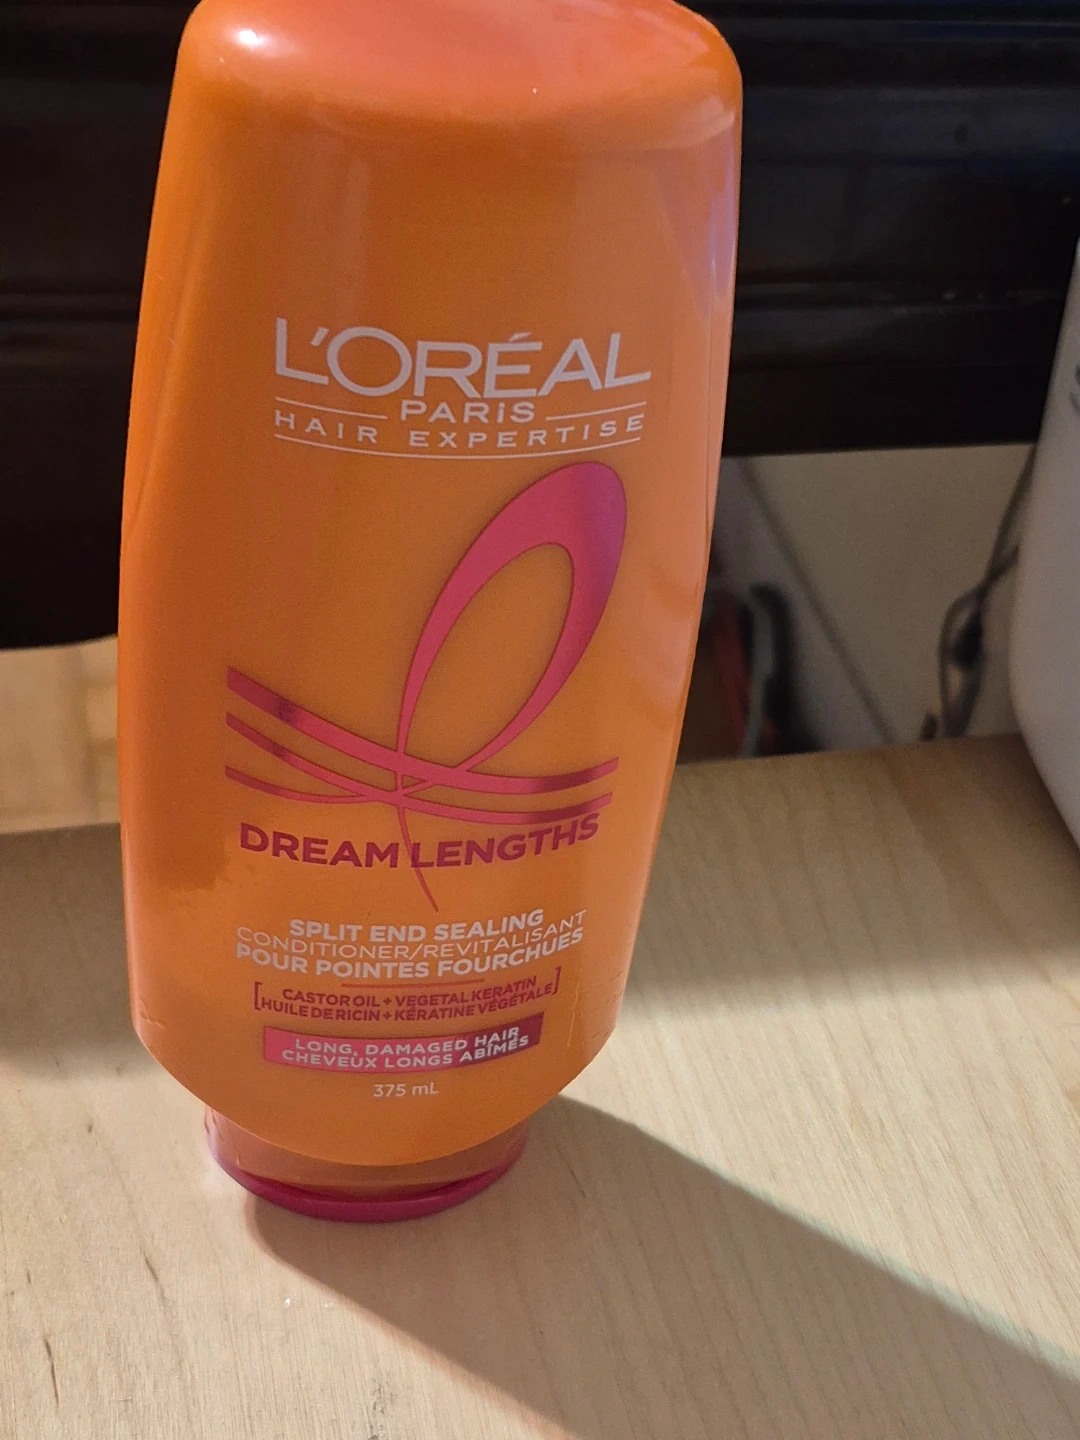 L'ORÉAL
PARIS
HAIR EXPERTISE
DREAM LENGTHS
SPLIT END SEALING
CONDITIONER/REVITALISANT
POUR POINTES FOURCHUES
[CASTOR OIL + VEGETAL KERATIN
HUILE DE RICIN + KÉRATINE VÉGÉTALE]
LONG, DAMAGED HAIR
CHEVEUX LONGS ABÎMÉS
375 mL